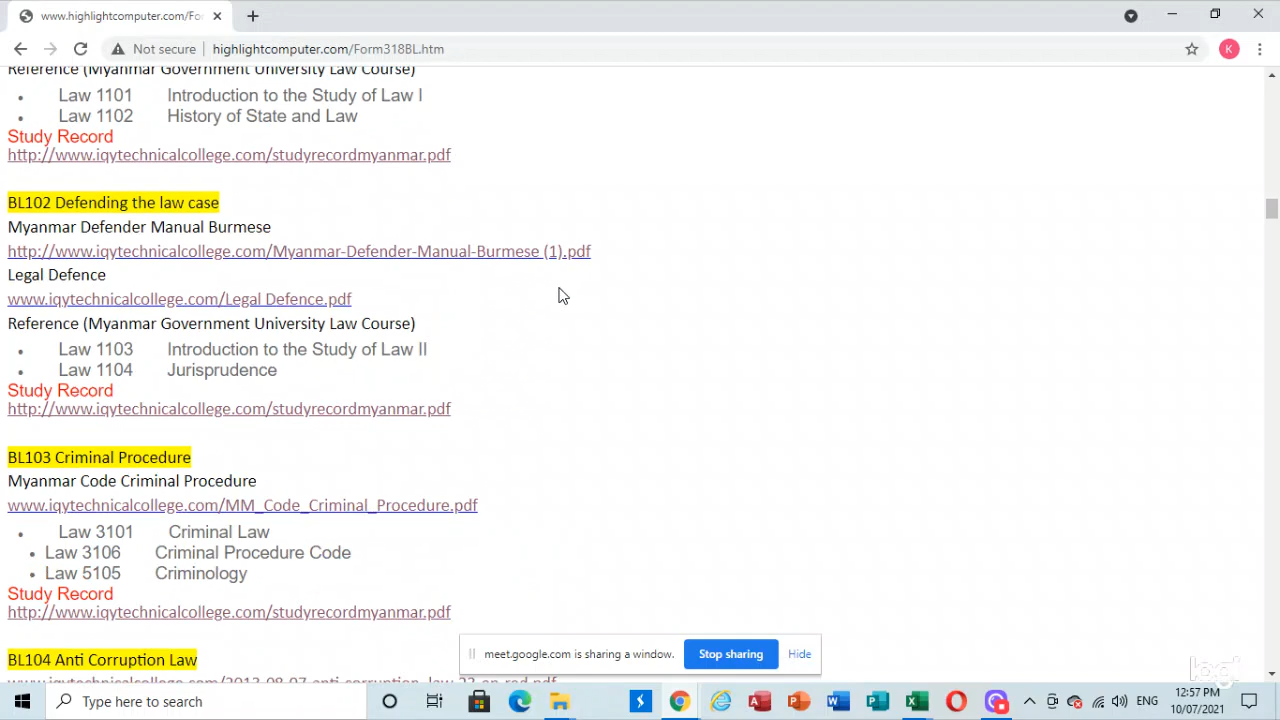 www.highlightcomputer.com/For
Not secure
highlightcomputer.com/Form318BL.htm
K
Reference (Myanmar Government University Law Course)
• Law 1101 Introduction to the Study of Law I
• Law 1102 History of State and Law
Study Record
http://www.iqytechnicalcollege.com/studyrecordmyanmar.pdf
BL102 Defending the law case
Myanmar Defender Manual Burmese
http://www.iqytechnicalcollege.com/Myanmar-Defender-Manual-Burmese (1).pdf
Legal Defence
www.iqytechnicalcollege.com/Legal Defence.pdf
Reference (Myanmar Government University Law Course)
• Law 1103 Introduction to the Study of Law II
• Law 1104 Jurisprudence
Study Record
http://www.iqytechnicalcollege.com/studyrecordmyanmar.pdf
BL103 Criminal Procedure
Myanmar Code Criminal Procedure
www.iqytechnicalcollege.com/MM_Code_Criminal_Procedure.pdf
• Law 3101 Criminal Law
• Law 3106 Criminal Procedure Code
• Law 5105 Criminology
Study Record
http://www.iqytechnicalcollege.com/studyrecordmyanmar.pdf
BL104 Anti Corruption Law
meet.google.com is sharing a window.
Stop sharing
Hide
Type here to search
ENG
12:57 PM
10/07/2021